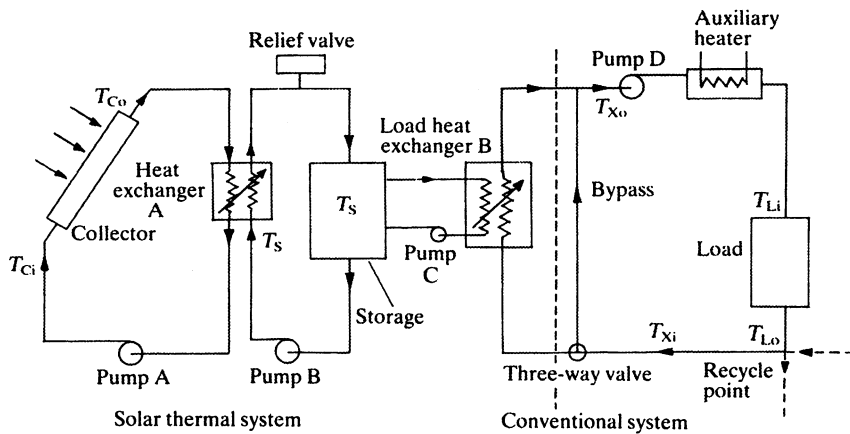 Auxiliary
heater
Relief valve
Pump D
T_Co
T_Xo
Load heat
exchanger B
Heat
exchanger
A
Bypass
T_S
T_Li
Collector
T_S
Load
Pump
C
T_Ci
Storage
T_Xi
T_Lo
Pump A
Pump B
Three-way valve
Recycle
point
Solar thermal system
Conventional system